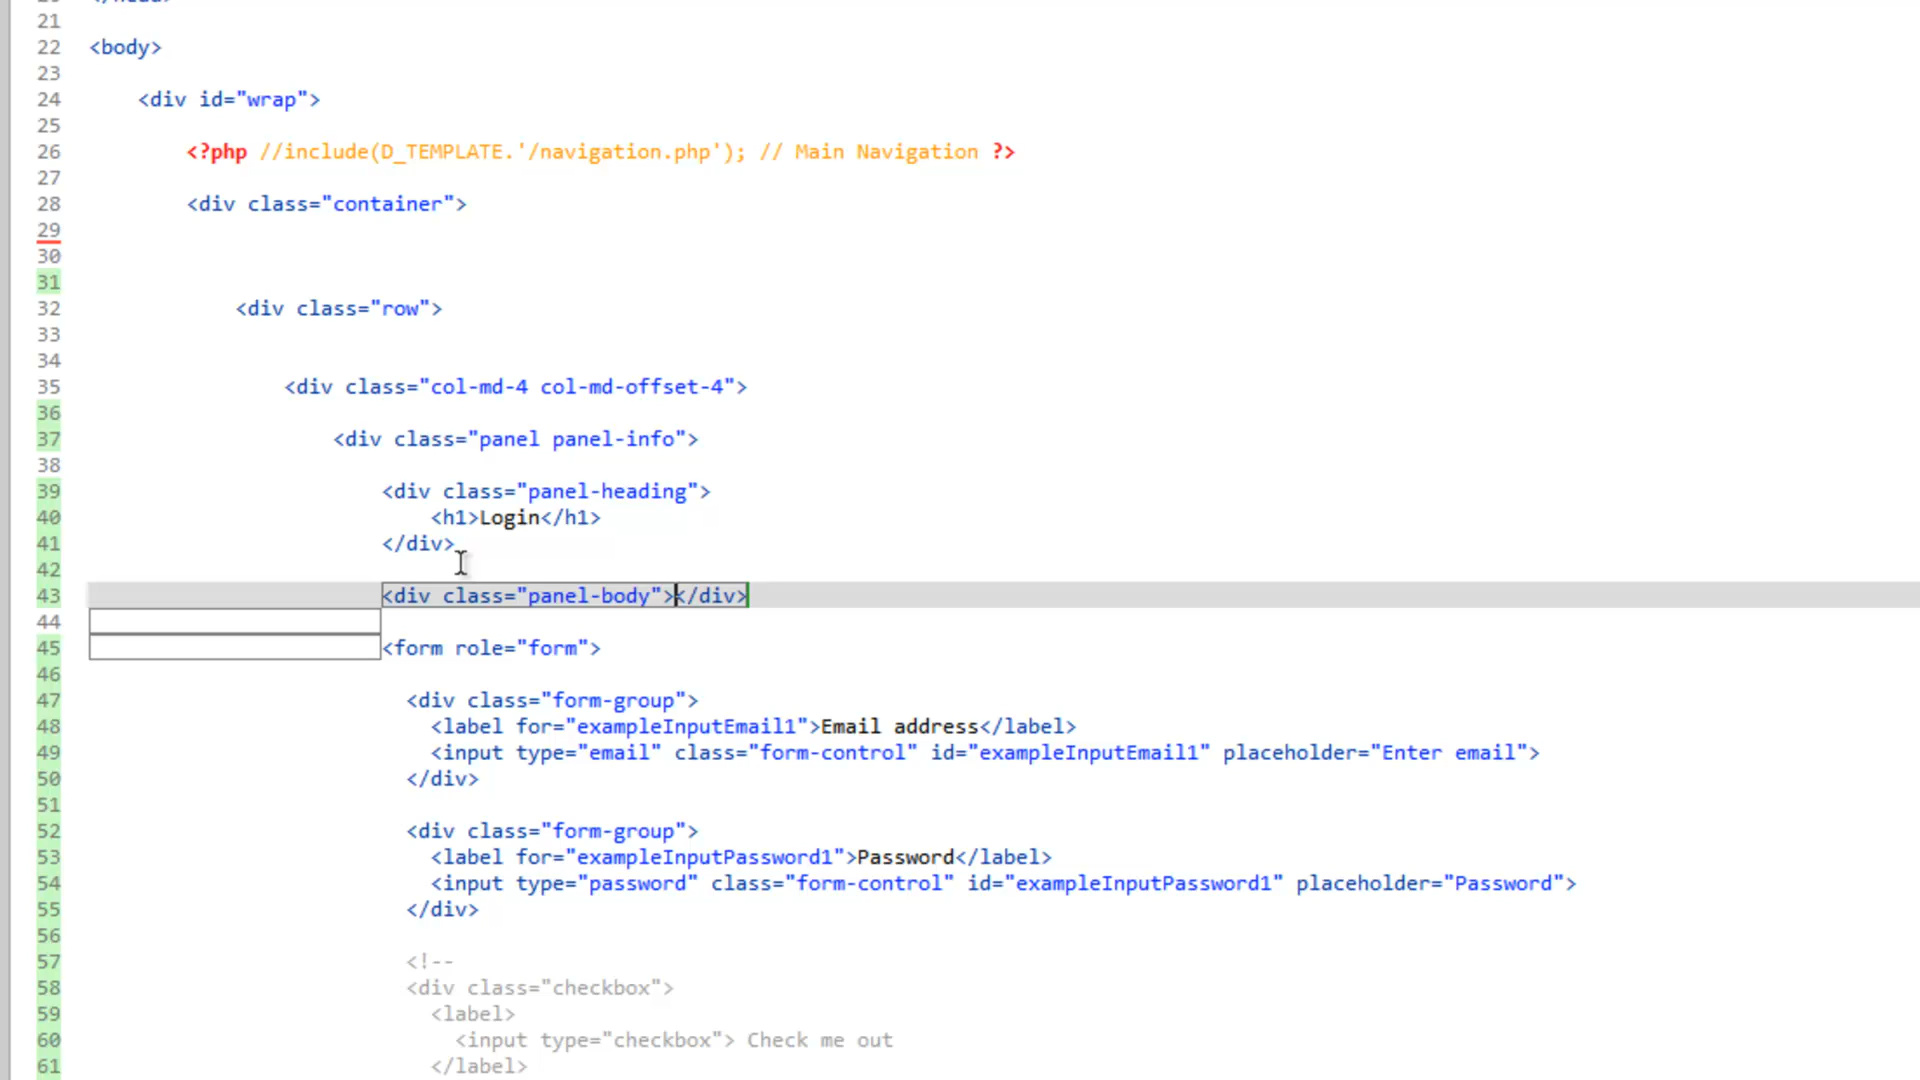 21
22 <body>
23
24 <div id="wrap">
25
26 <?php //include(D_TEMPLATE.'/navigation.php'); // Main Navigation ?>
27
28 <div class="container">
29
30
31
32 <div class="row">
33
34
35 <div class="col-md-4 col-md-offset-4">
36
37 <div class="panel panel-info">
38
39 <div class="panel-heading">
40 <h1>Login</h1>
41 </div>
42
43 <div class="panel-body"></div>
44
45 <form role="form">
46
47 <div class="form-group">
48 <label for="exampleInputEmail1">Email address</label>
49 <input type="email" class="form-control" id="exampleInputEmail1" placeholder="Enter email">
50 </div>
51
52 <div class="form-group">
53 <label for="exampleInputPassword1">Password</label>
54 <input type="password" class="form-control" id="exampleInputPassword1" placeholder="Password">
55 </div>
56
57 <!--
58 <div class="checkbox">
59 <label>
60 <input type="checkbox"> Check me out
61 </label>